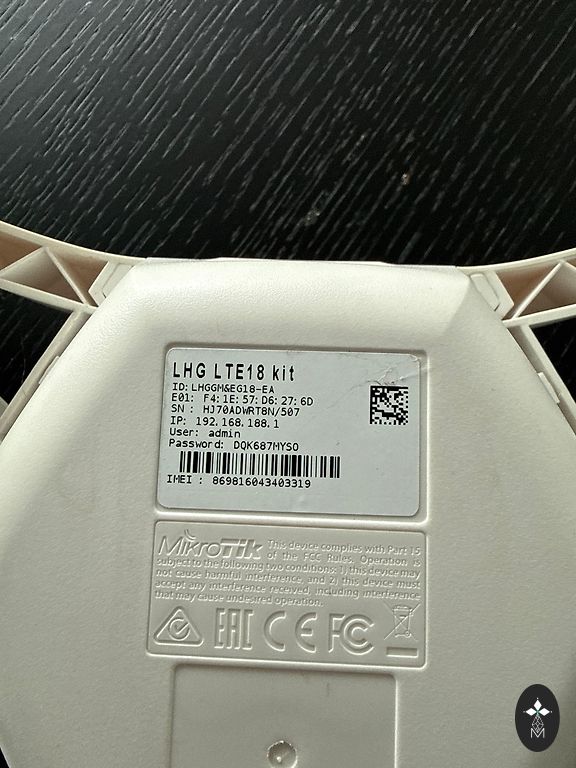 LHG LTE18 kit
ID:LHGGM&EG18-EA
E01: F4:1E:57:D6:27:6D
SN : HJ70ADWRT8N/507
IP: 192.168.188.1
User: admin
Password: DQK687MYSO
IMEI : 869816043403319
MikroTik This device complies with Part 15
of the FCC Rules. Operation is
subject to the following two conditions: 1) this device may
not cause harmful interference, and 2) this device must
accept any interference received, including interference
that may cause undesired operation.
EAC CE FC
M